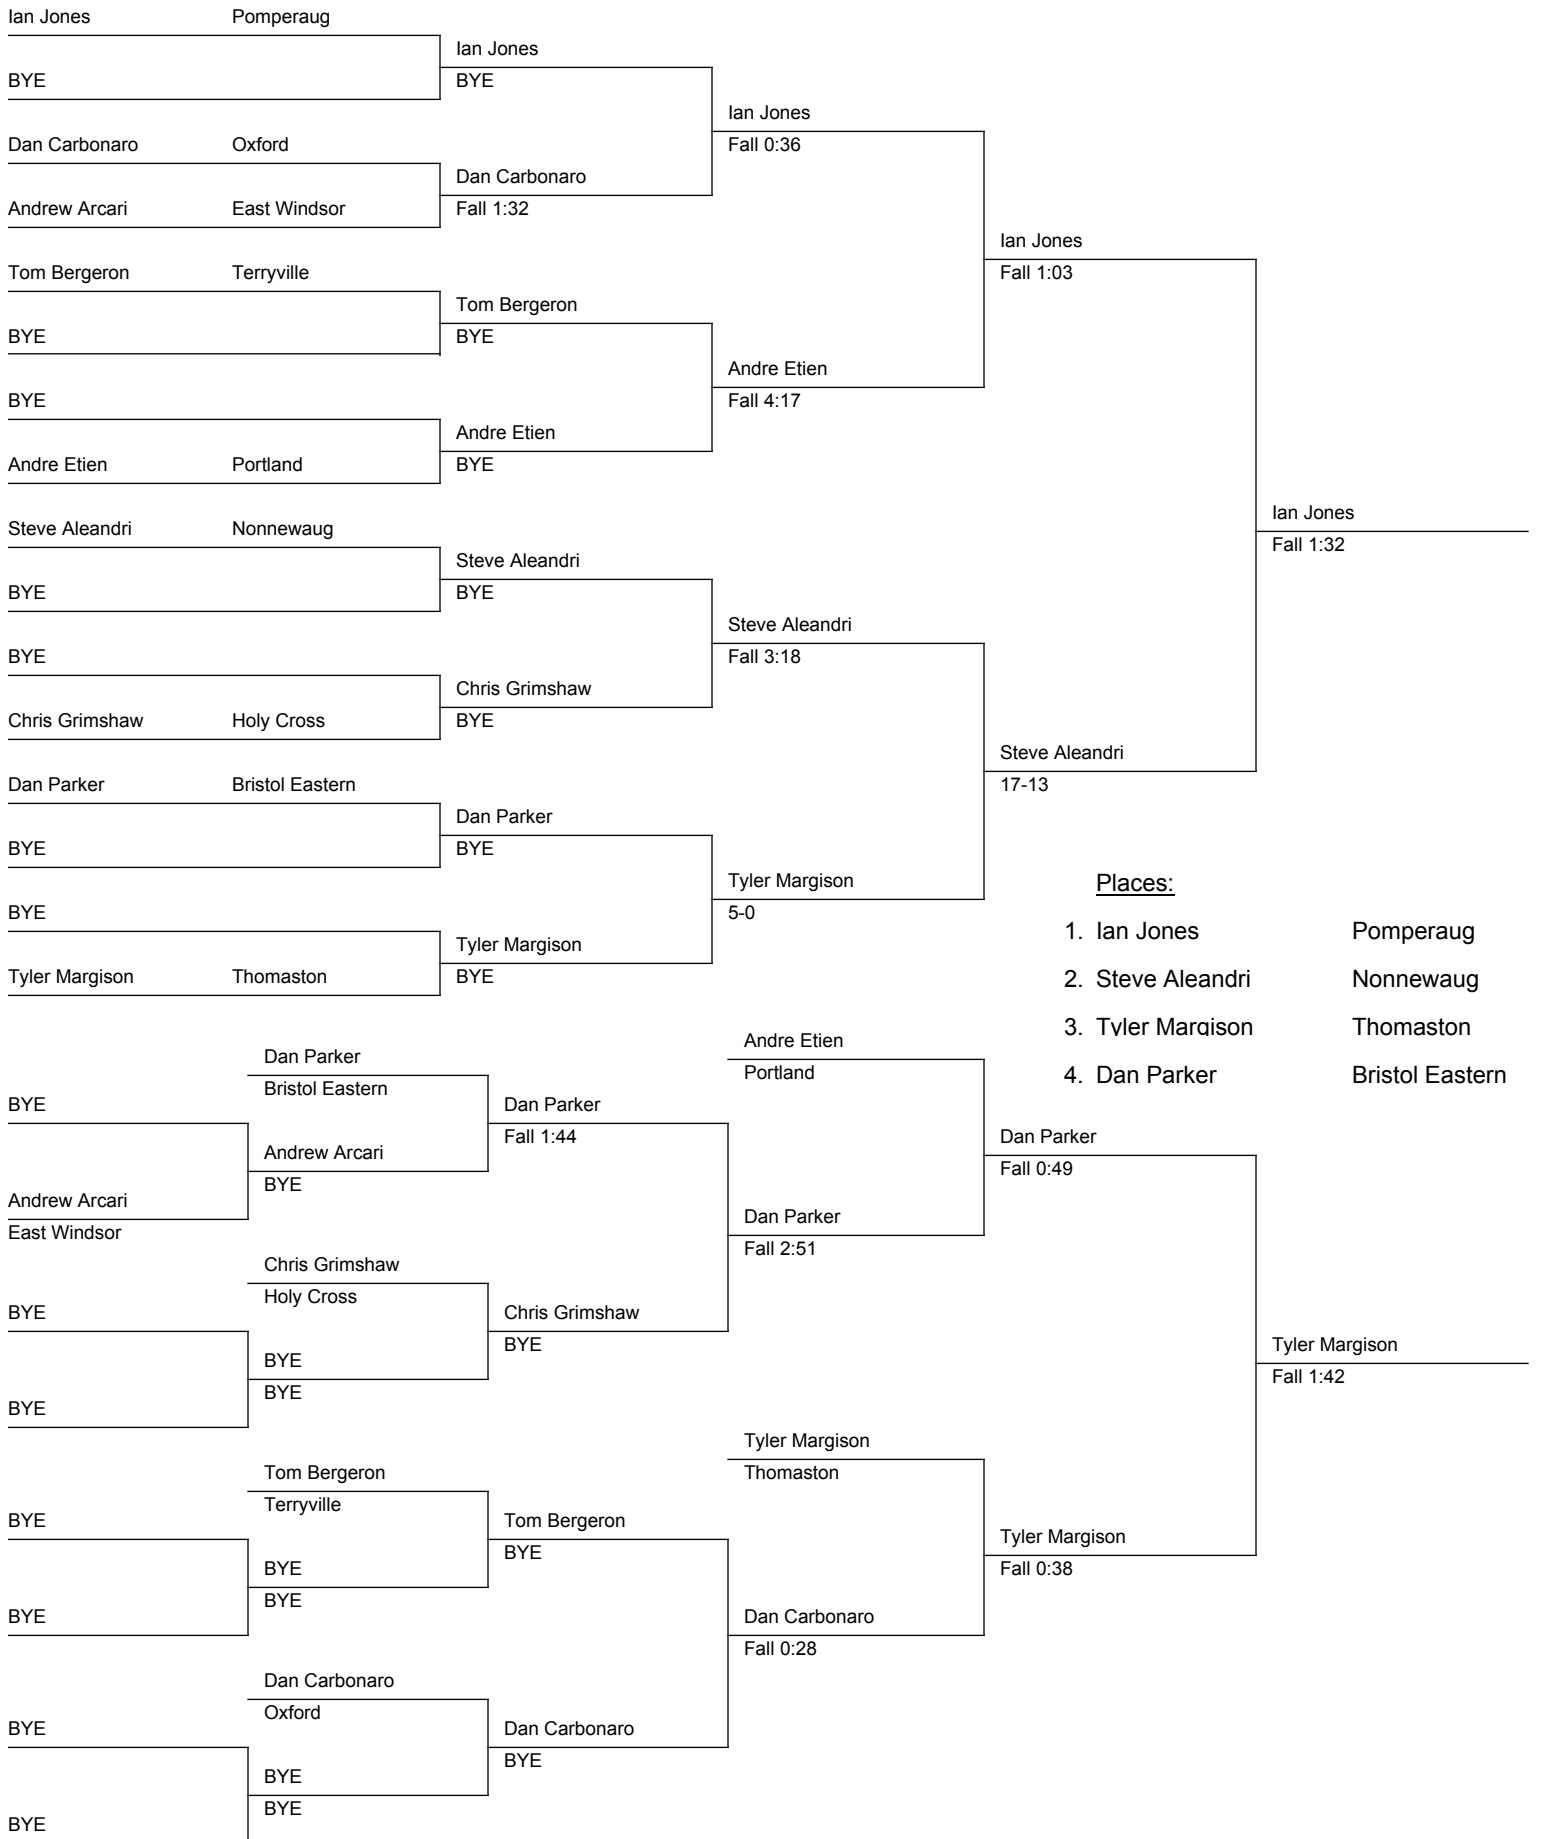 Ian Jones Pomperaug
Ian Jones
BYE BYE
Ian Jones
Dan Carbonaro Oxford Fall 0:36
Dan Carbonaro
Andrew Arcari East Windsor Fall 1:32
Ian Jones
Tom Bergeron Terryville Fall 1:03
Tom Bergeron
BYE BYE
Andre Etien
BYE Fall 4:17
Andre Etien
Andre Etien Portland BYE
Ian Jones
Steve Aleandri Nonnewaug Fall 1:32
Steve Aleandri
BYE BYE
Steve Aleandri
BYE Fall 3:18
Chris Grimshaw
Chris Grimshaw Holy Cross BYE
Steve Aleandri
Dan Parker Bristol Eastern 17-13
Dan Parker
BYE BYE
Tyler Margison Places:
BYE 5-0
1. Ian Jones Pomperaug
Tyler Margison
Tyler Margison Thomaston BYE
2. Steve Aleandri Nonnewaug
3. Tyler Margison Thomaston
Andre Etien
Dan Parker
Portland 4. Dan Parker Bristol Eastern
Bristol Eastern
BYE Dan Parker
Fall 1:44 Dan Parker
Andrew Arcari
Fall 0:49
BYE
Andrew Arcari
Dan Parker
East Windsor
Fall 2:51
Chris Grimshaw
Holy Cross
BYE Chris Grimshaw
BYE Tyler Margison
BYE
Fall 1:42
BYE
BYE
Tyler Margison
Tom Bergeron Thomaston
Terryville
BYE Tom Bergeron
Tyler Margison
BYE
BYE Fall 0:38
BYE
BYE Dan Carbonaro
Fall 0:28
Dan Carbonaro
Oxford
BYE Dan Carbonaro
BYE
BYE
BYE
BYE